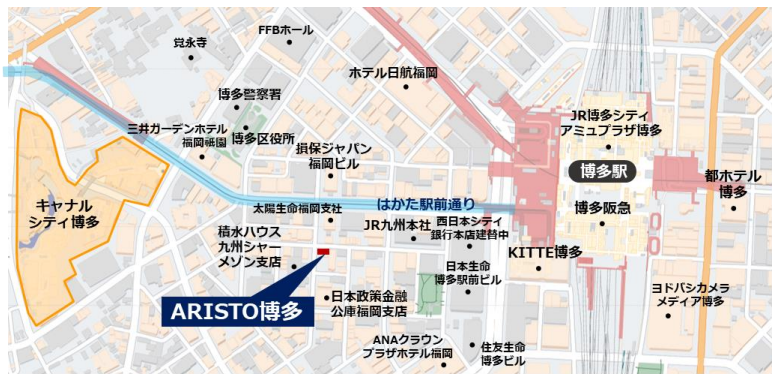 FFBホール
覚永寺
ホテル日航福岡
博多警察署
JR博多シティ
アミュプラザ博多
三井ガーデンホテル
福岡祇園
博多区役所
損保ジャパン
福岡ビル
博多駅
都ホテル
博多
キャナル
シティ博多
はかた駅前通り
太陽生命福岡支社
博多阪急
積水ハウス
九州シャー
メゾン支店
JR九州本社
西日本シティ
銀行本店建替中
KITTE博多
日本生命
博多駅前ビル
ヨドバシカメラ
メディア博多
ARISTO博多
日本政策金融
公庫福岡支店
ANAクラウン
プラザホテル福岡
住友生命
博多ビル